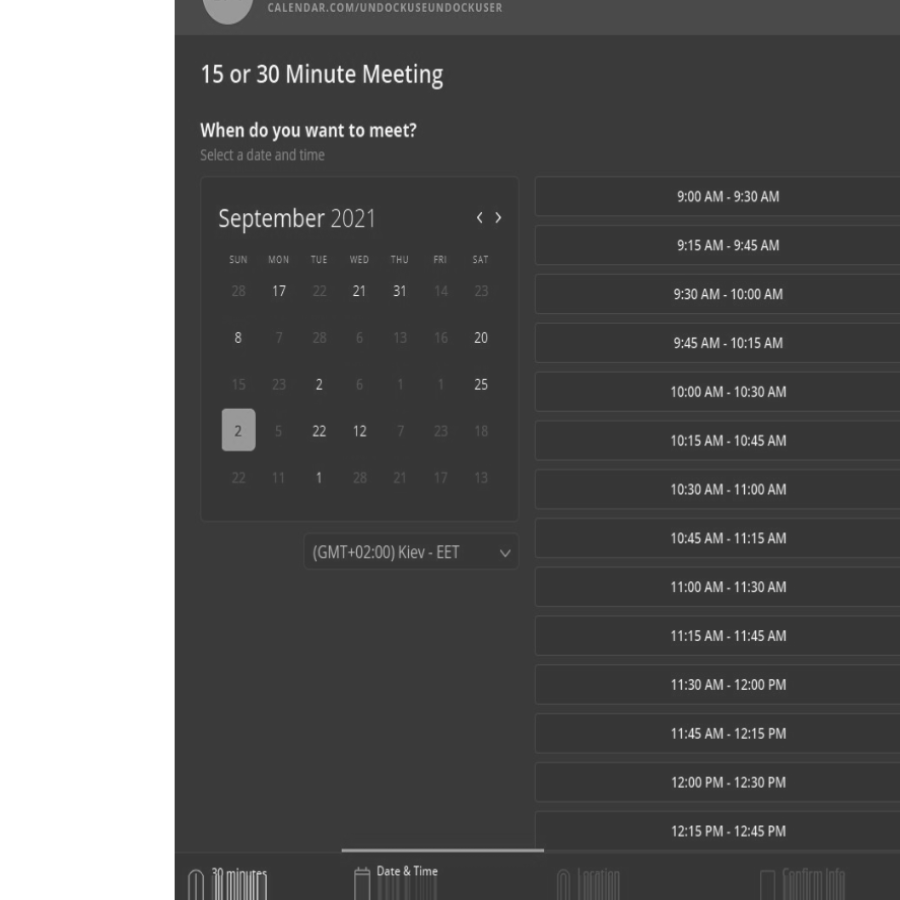 CALENDAR.COM/UNDOCKUSEUNDOCKUSER
15 or 30 Minute Meeting
When do you want to meet?
Select a date and time
September 2021
SUN MON TUE WED THU FRI SAT
28 17 22 21 31 14 23
8 7 28 6 13 16 20
15 23 2 6 1 1 25
2 5 22 12 7 23 18
22 11 1 28 21 17 13
(GMT+02:00) Kiev - EET
9:00 AM - 9:30 AM
9:15 AM - 9:45 AM
9:30 AM - 10:00 AM
9:45 AM - 10:15 AM
10:00 AM - 10:30 AM
10:15 AM - 10:45 AM
10:30 AM - 11:00 AM
10:45 AM - 11:15 AM
11:00 AM - 11:30 AM
11:15 AM - 11:45 AM
11:30 AM - 12:00 PM
11:45 AM - 12:15 PM
12:00 PM - 12:30 PM
12:15 PM - 12:45 PM
30 minutes Date & Time Location Confirm Info